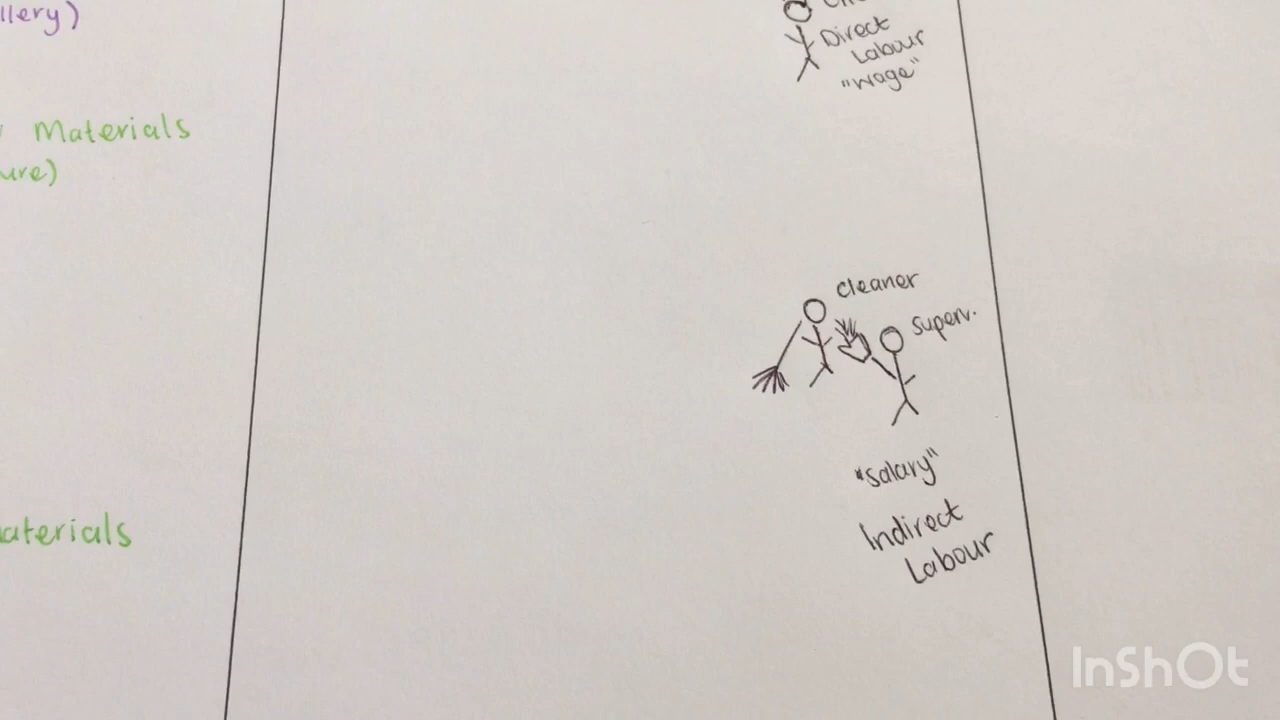 llery)
Materials
ure)
Direct
Labour
"wage"
cleaner
superv.
"salary"
Indirect
Labour
aterials
InShOt